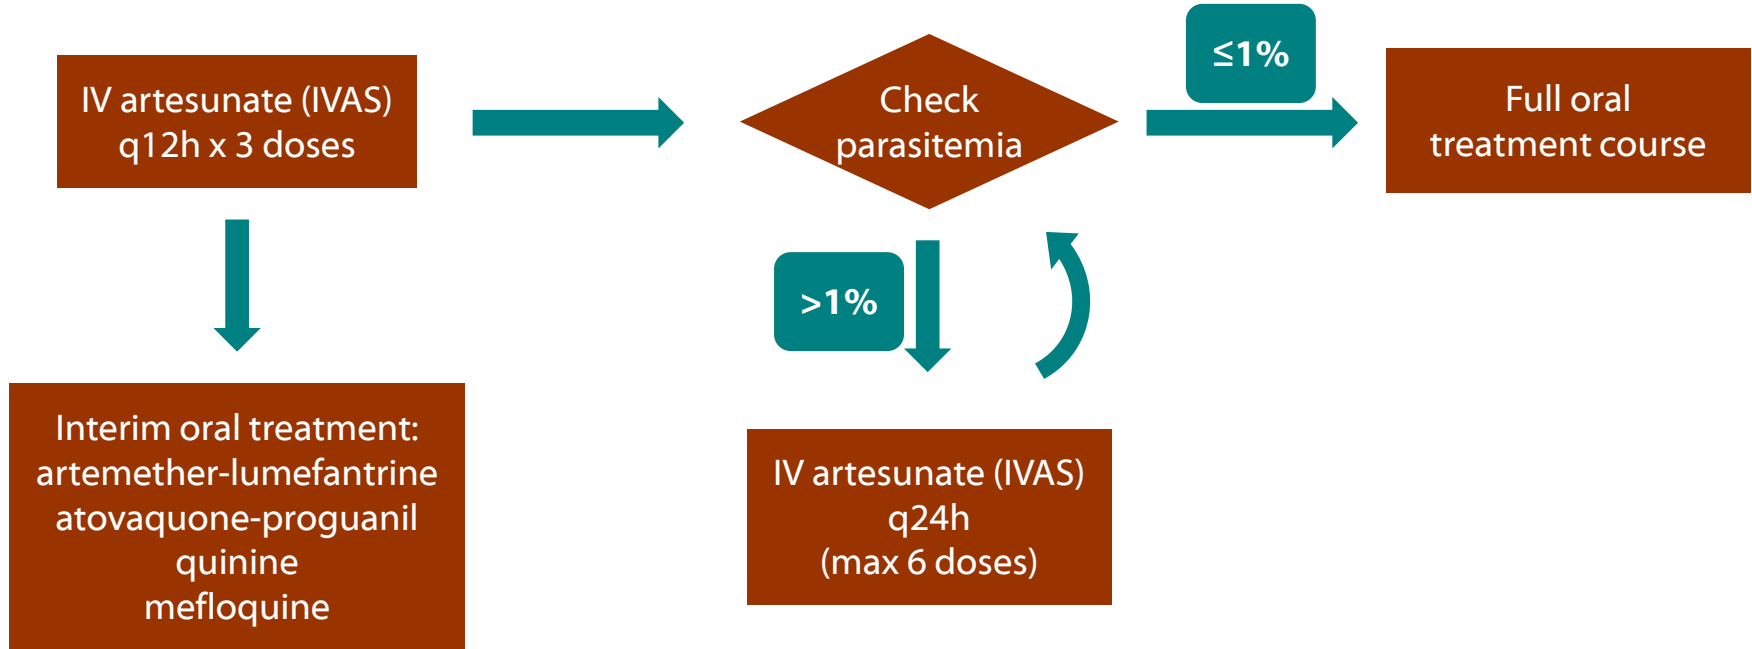 IV artesunate (IVAS)
q12h x 3 doses
Check
parasitemia
≤1%
Full oral
treatment course
>1%
Interim oral treatment:
artemether-lumefantrine
atovaquone-proguanil
quinine
mefloquine
IV artesunate (IVAS)
q24h
(max 6 doses)